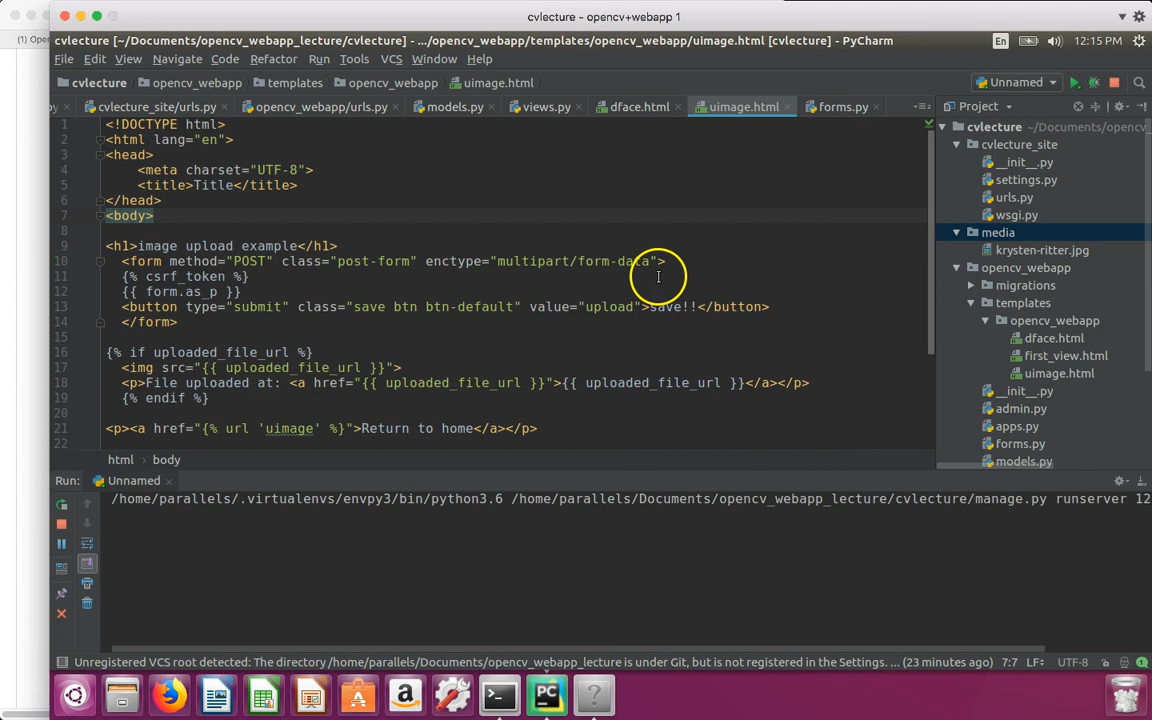 cvlecture - opencv+webapp 1
(1) Open
cvlecture [~/Documents/opencv_webapp_lecture/cvlecture] - .../opencv_webapp/templates/opencv_webapp/uimage.html [cvlecture] - PyCharm
En 12:15 PM
File Edit View Navigate Code Refactor Run Tools VCS Window Help
cvlecture opencv_webapp templates opencv_webapp uimage.html Unnamed
py cvlecture_site/urls.py opencv_webapp/urls.py models.py views.py dface.html uimage.html forms.py Project
1 <!DOCTYPE html>
2 <html lang="en">
3 <head>
4 <meta charset="UTF-8">
5 <title>Title</title>
6 </head>
7 <body>
8
9 <h1>image upload example</h1>
10 <form method="POST" class="post-form" enctype="multipart/form-data">
11 {% csrf_token %}
12 {{ form.as_p }}
13 <button type="submit" class="save btn btn-default" value="upload">save!!</button>
14 </form>
15
16 {% if uploaded_file_url %}
17 <img src="{{ uploaded_file_url }}">
18 <p>File uploaded at: <a href="{{ uploaded_file_url }}">{{ uploaded_file_url }}</a></p>
19 {% endif %}
20
21 <p><a href="{% url 'uimage' %}">Return to home</a></p>
22
html body
cvlecture ~/Documents/opencv
cvlecture_site
__init__.py
settings.py
urls.py
wsgi.py
media
krysten-ritter.jpg
opencv_webapp
migrations
templates
opencv_webapp
dface.html
first_view.html
uimage.html
__init__.py
admin.py
apps.py
forms.py
models.py
Run: Unnamed
/home/parallels/.virtualenvs/envpy3/bin/python3.6 /home/parallels/Documents/opencv_webapp_lecture/cvlecture/manage.py runserver 12
Unregistered VCS root detected: The directory /home/parallels/Documents/opencv_webapp_lecture is under Git, but is not registered in the Settings. ... (23 minutes ago) 7:7 LF÷ UTF-8
PC